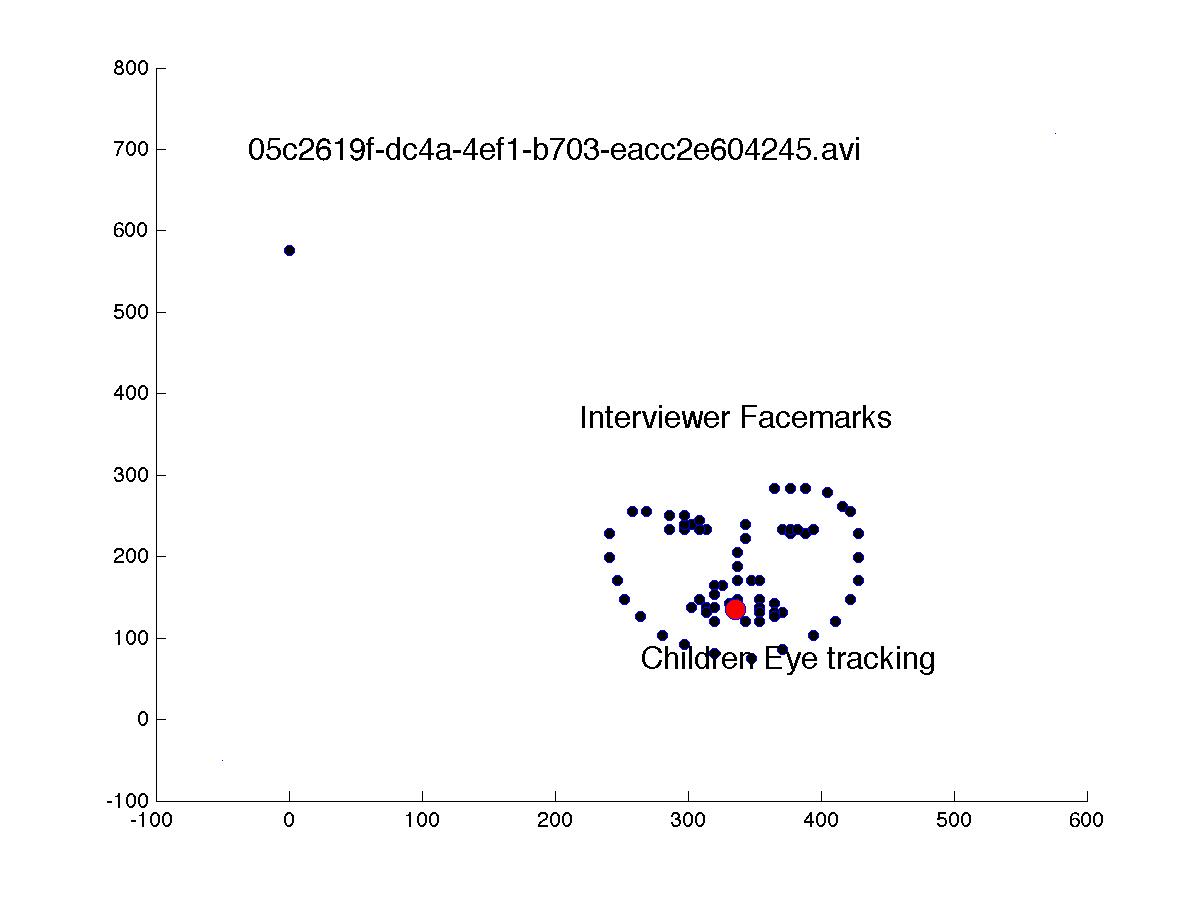 800
700
05c2619f-dc4a-4ef1-b703-eacc2e604245.avi
600
500
400
Interviewer Facemarks
300
200
100
Children Eye tracking
0
-100
-100 0 100 200 300 400 500 600